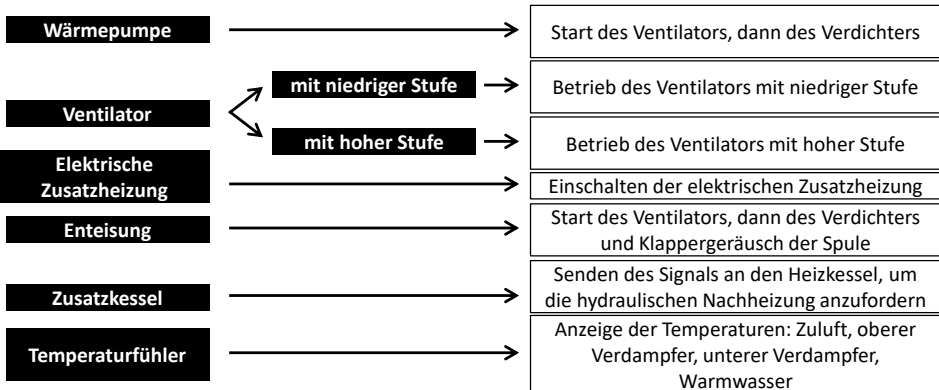 Wärmepumpe
Start des Ventilators, dann des Verdichters
Ventilator
mit niedriger Stufe
Betrieb des Ventilators mit niedriger Stufe
mit hoher Stufe
Betrieb des Ventilators mit hoher Stufe
Elektrische
Zusatzheizung
Einschalten der elektrischen Zusatzheizung
Enteisung
Start des Ventilators, dann des Verdichters
und Klappergeräusch der Spule
Zusatzkessel
Senden des Signals an den Heizkessel, um
die hydraulischen Nachheizung anzufordern
Temperaturfühler
Anzeige der Temperaturen: Zuluft, oberer
Verdampfer, unterer Verdampfer,
Warmwasser